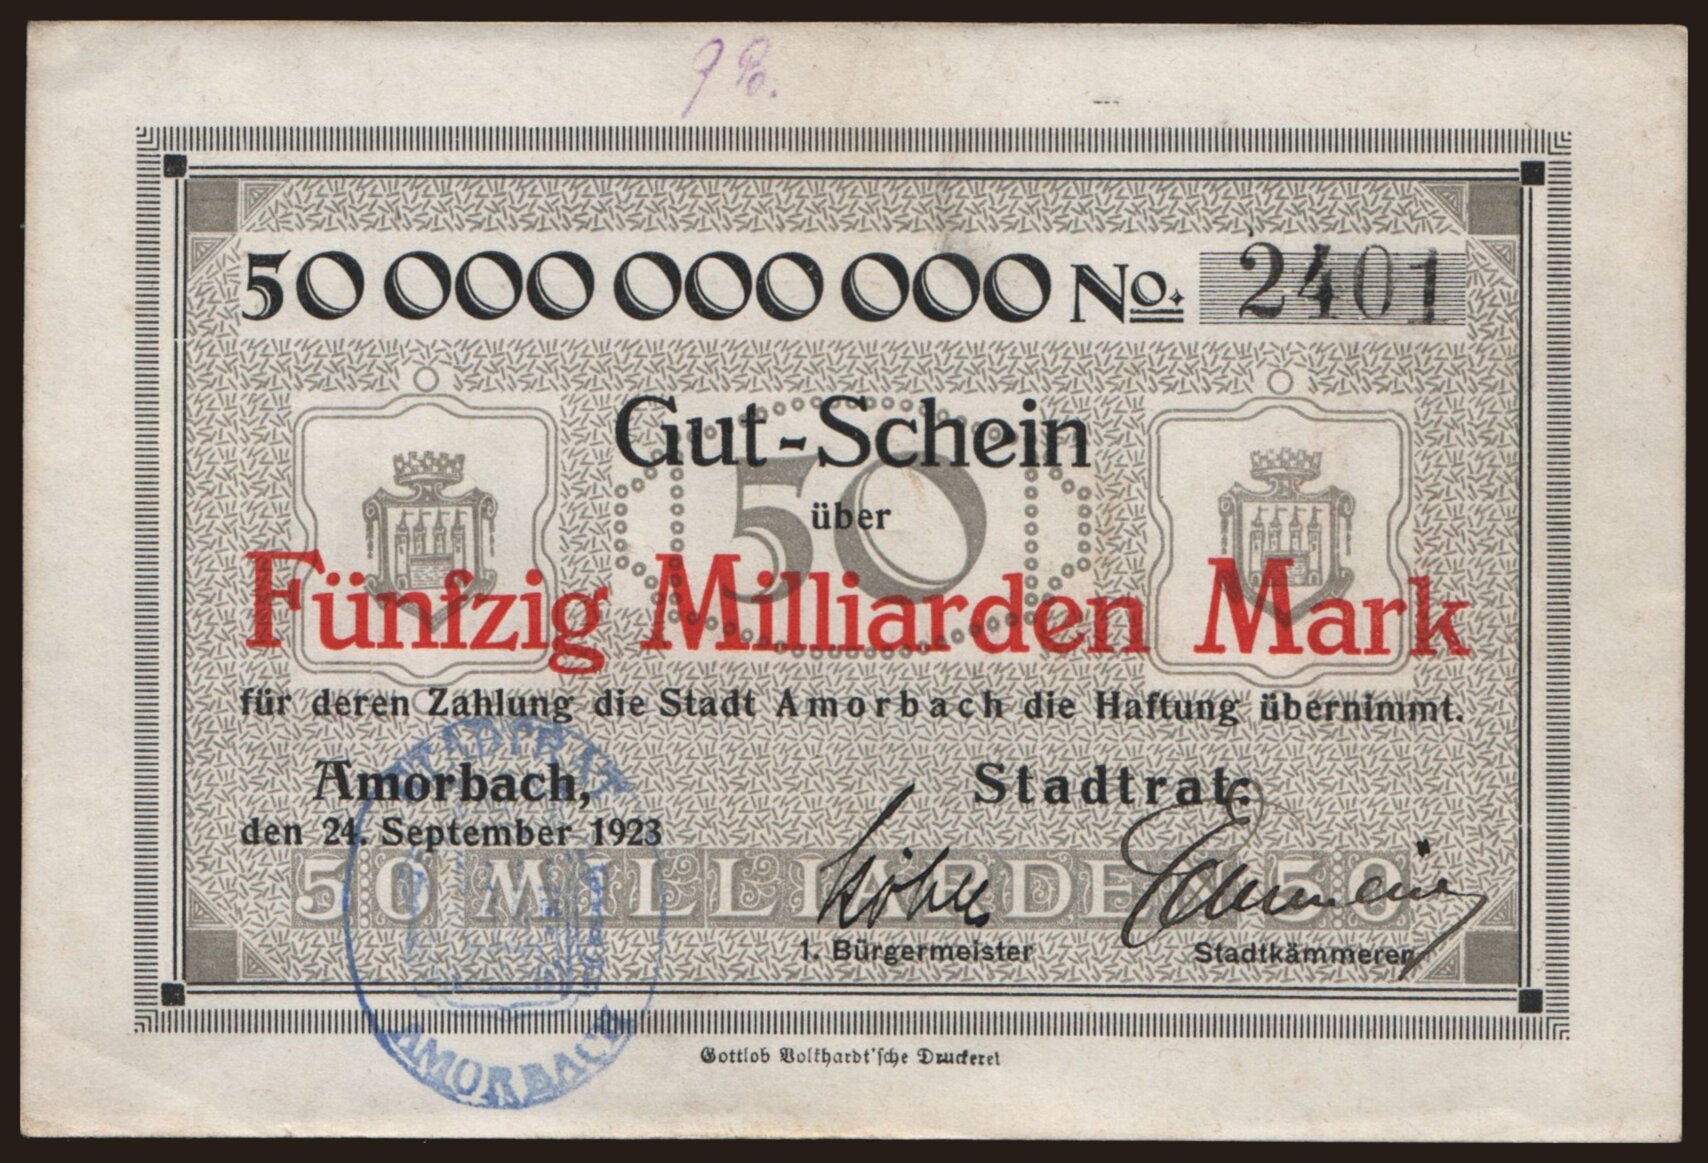 50 000 000 000 No. 2401
50
Gut-Schein
über
Fünfzig Milliarden Mark
für deren Zahlung die Stadt Amorbach die Haftung übernimmt.
Amorbach, Stadtrat:
den 24. September 1923
50 MILLIARDEN 50
1. Bürgermeister Stadtkämmerer
STADTRAT
AMORBACH
Gottlob Volkhardt'sche Druckerei